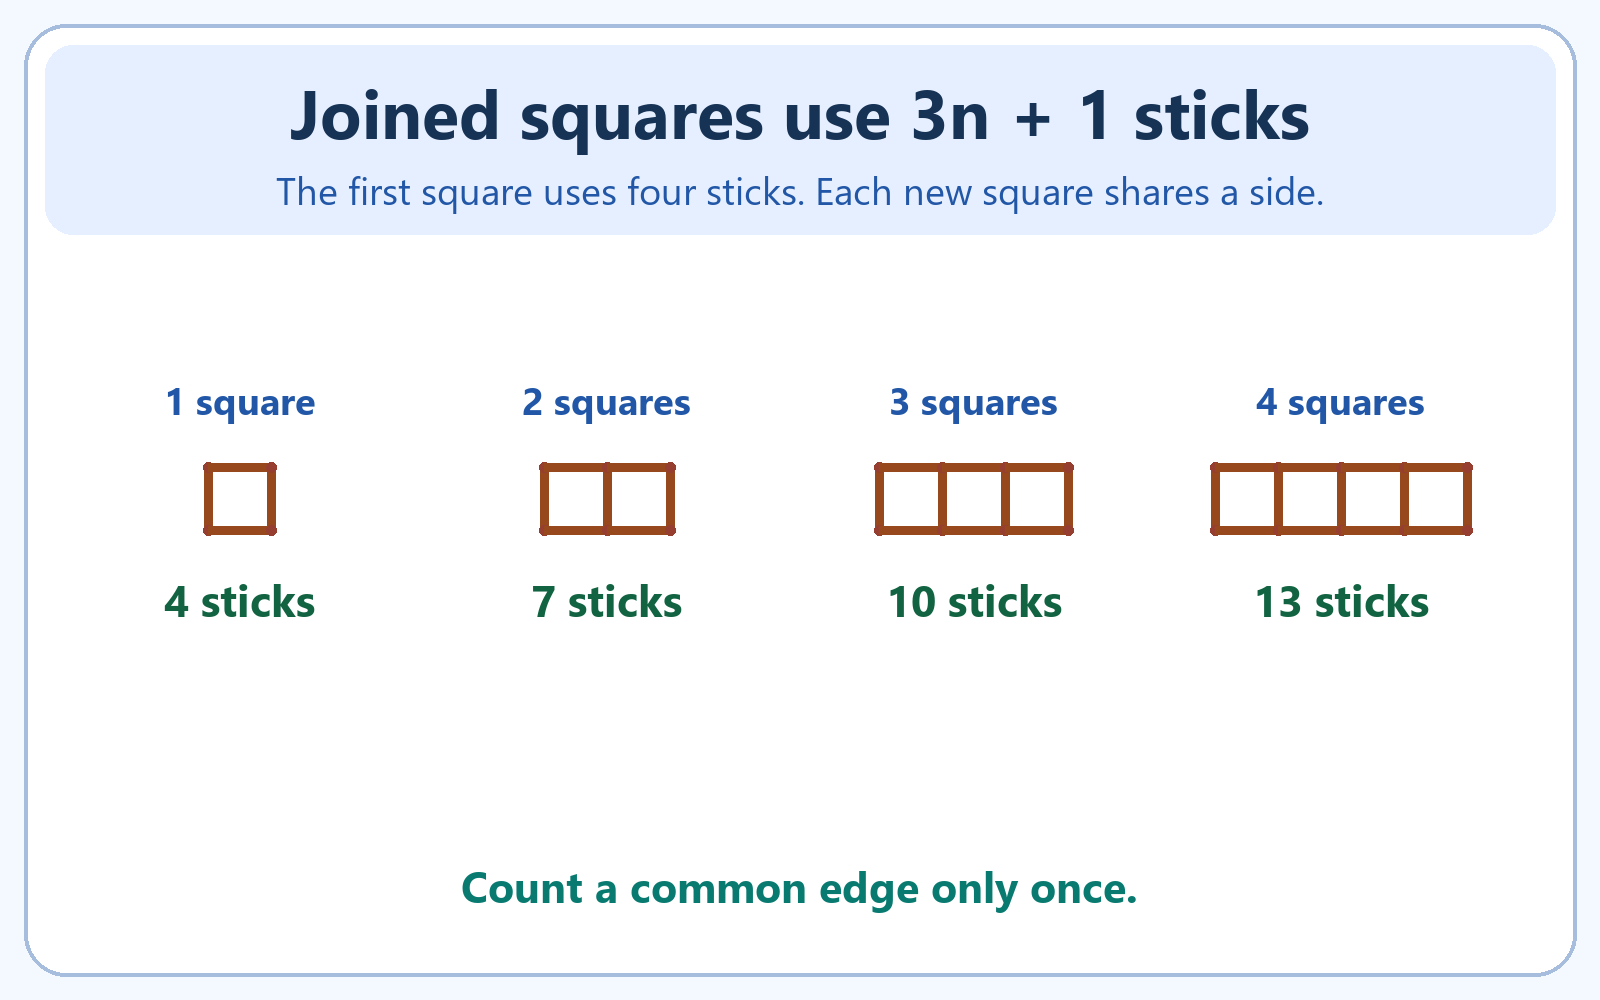 Joined squares use 3n + 1 sticks
The first square uses four sticks. Each new square shares a side.
1 square
2 squares
3 squares
4 squares
4 sticks
7 sticks
10 sticks
13 sticks
Count a common edge only once.